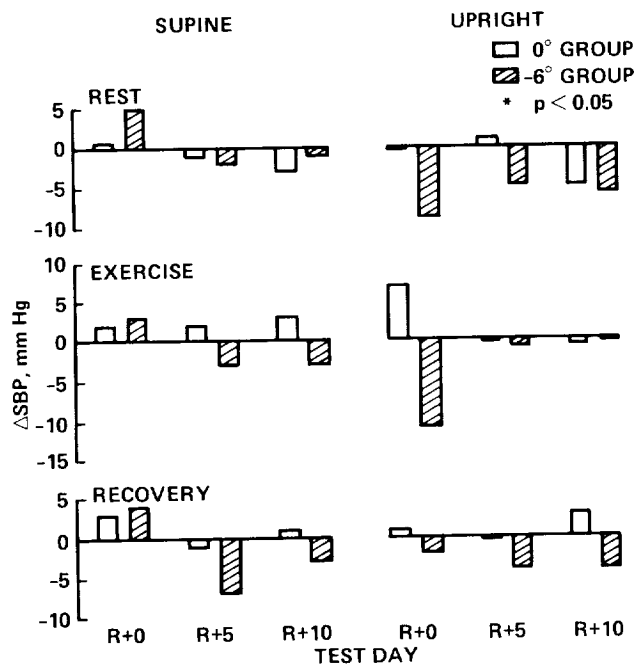 SUPINE
UPRIGHT
0° GROUP
-6° GROUP
* p < 0.05
REST
5
0
-5
-10
EXERCISE
10
5
0
-5
-10
-15
ΔSBP, mm Hg
RECOVERY
5
0
-5
-10
R+0 R+5 R+10 R+0 R+5 R+10
TEST DAY